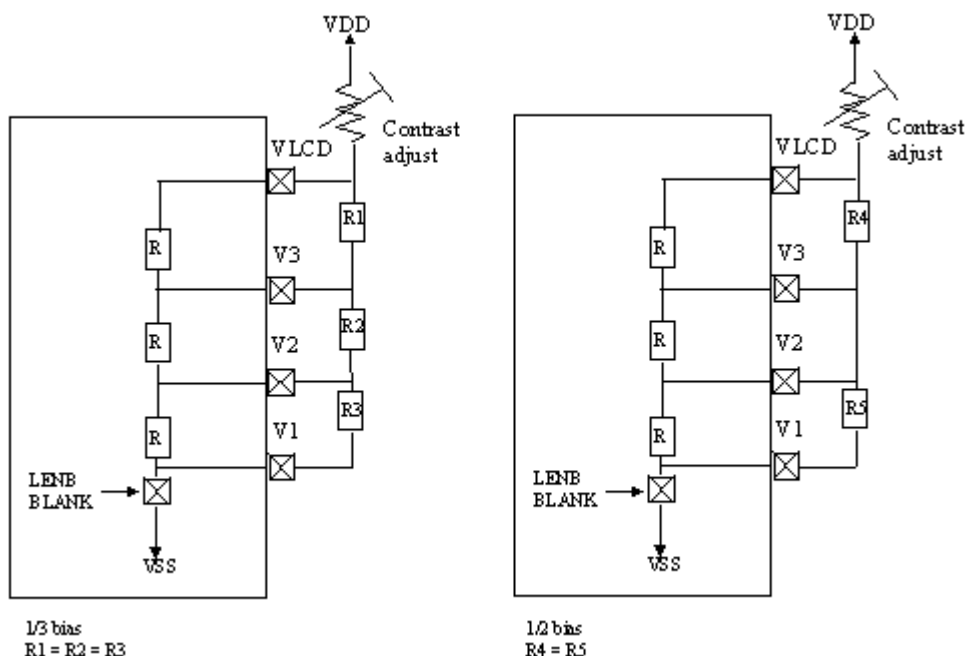 VDD
Contrast
adjust
VLCD
R1
R
V3
R2
R
V2
R3
R
V1
LENB
BLANK
VSS
1/3 bias
R1 = R2 = R3
VDD
Contrast
adjust
VLCD
R4
R
V3
R
V2
R5
R
V1
LENB
BLANK
VSS
1/2 bias
R4 = R5